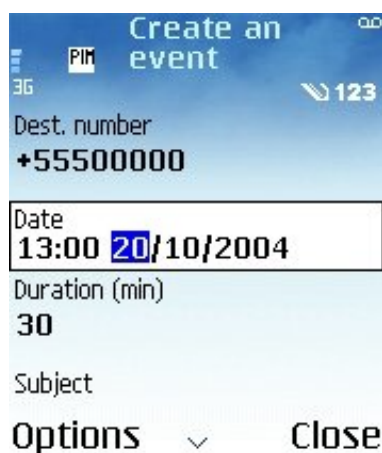 Create an
event
PIM
3G
123
Dest. number
+55500000
Date
13:00 20/10/2004
Duration (min)
30
Subject
Options Close